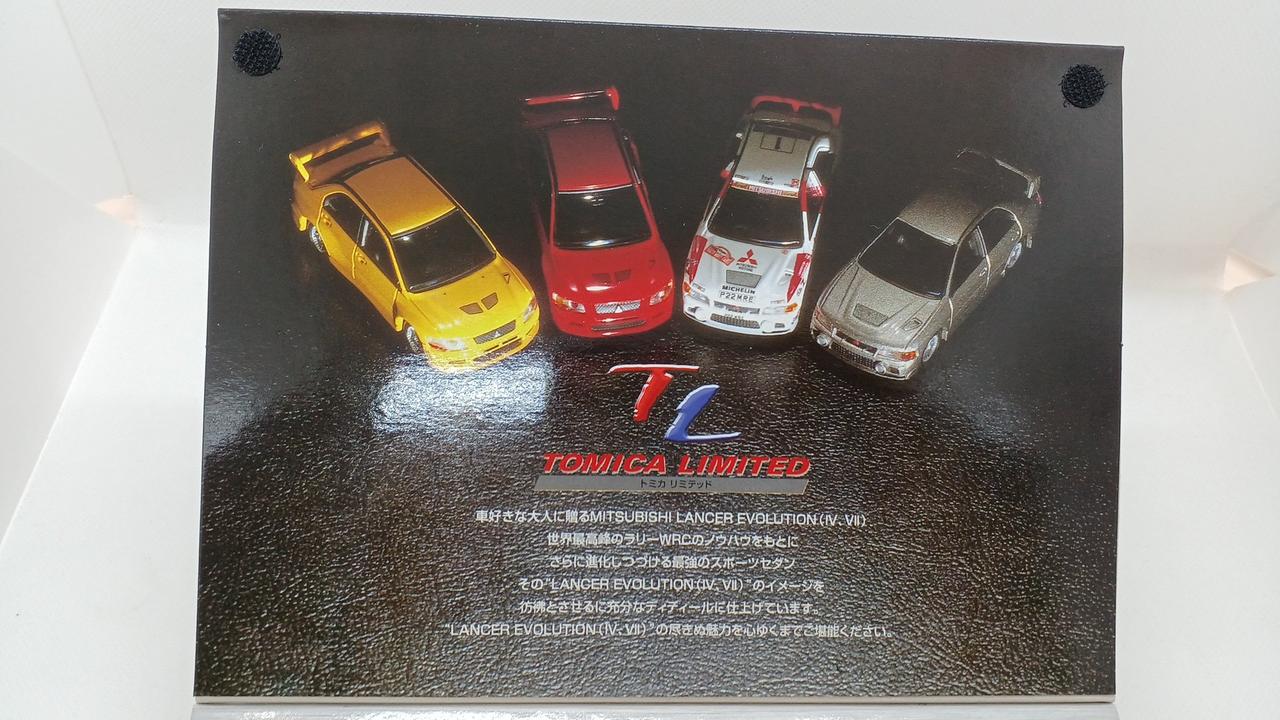 MITSUBISHI
MITSUBISHI
MOTORS
MICHELIN
P22 MRE
TL
TOMICA LIMITED
トミカ リミテッド
車好きな大人に贈るMITSUBISHI LANCER EVOLUTION(Ⅳ、Ⅶ)
世界最高峰のラリーWRCのノウハウをもとに
さらに進化しつづける最強のスポーツセダン
その"LANCER EVOLUTION(Ⅳ、Ⅶ)"のイメージを
彷彿とさせるに充分なディティールに仕上げています。
"LANCER EVOLUTION(Ⅳ、Ⅶ)"の尽きぬ魅力を心ゆくまでご堪能ください。